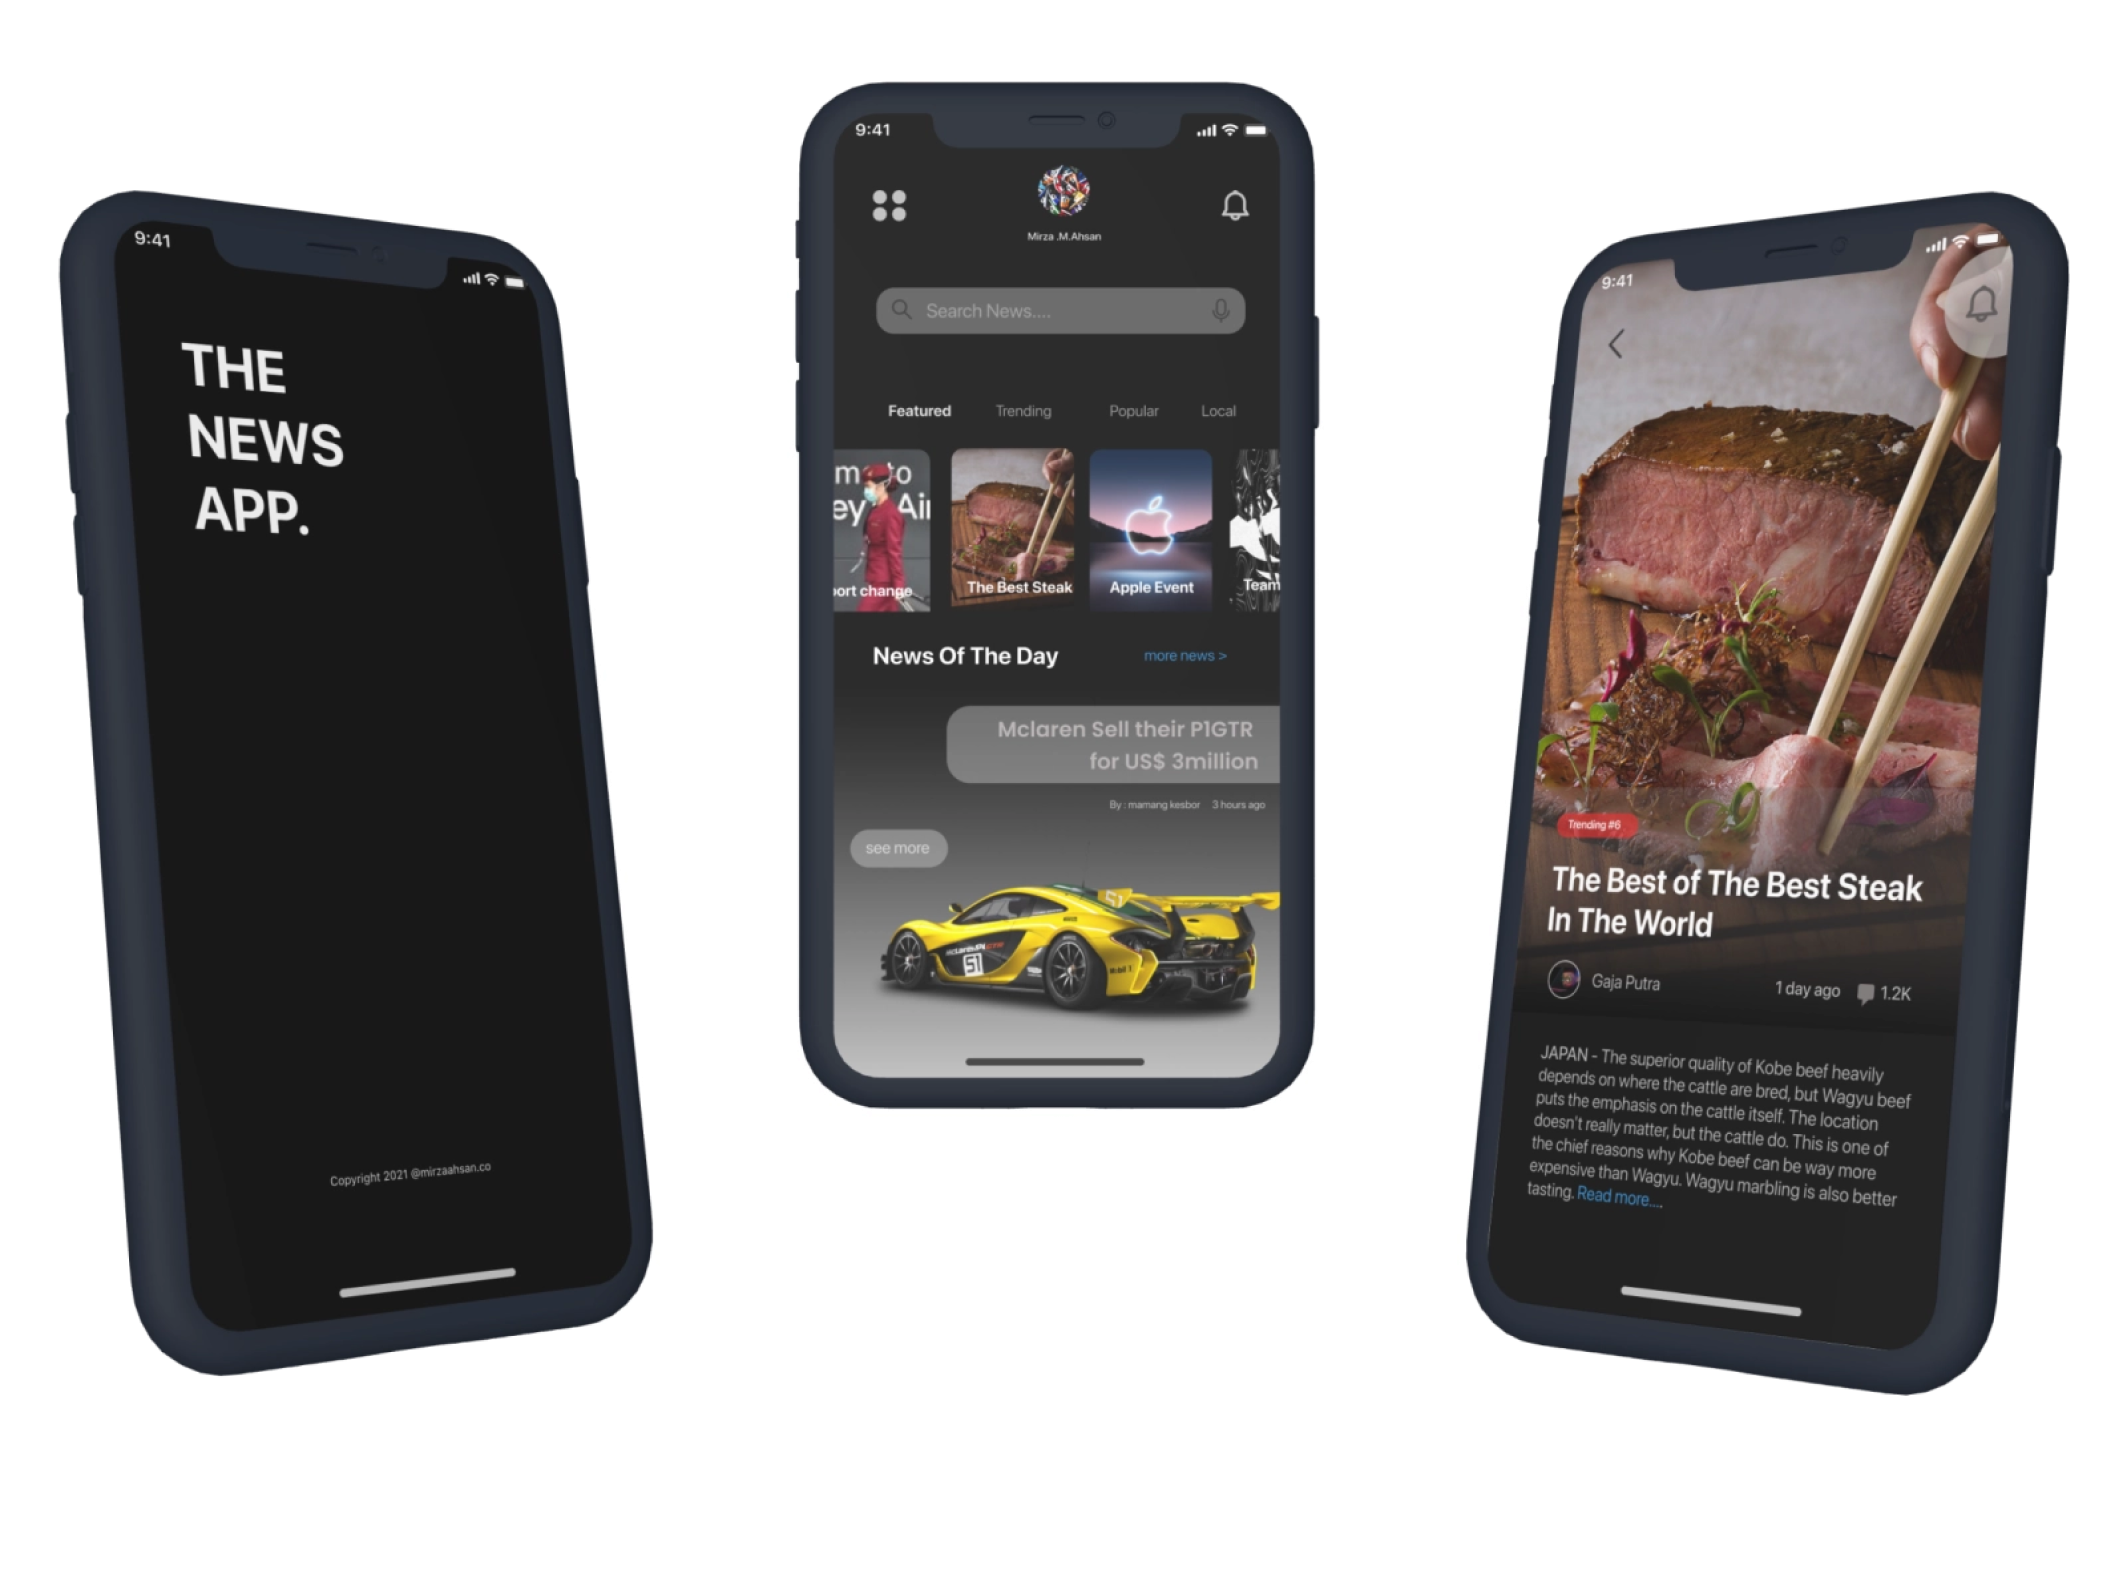 9:41
THE
NEWS
APP.
Copyright 2021 @mirzaahsan.co
9:41
Mirza .M.Ahsan
Search News....
Featured Trending Popular Local
m to
ey Air
ort change
The Best Steak
Apple Event
Team
News Of The Day more news >
Mclaren Sell their P1GTR
for US$ 3million
By : mamang kesbor 3 hours ago
see more
51
51
9:41
Trending #6
The Best of The Best Steak
In The World
Gaja Putra 1 day ago 1.2K
JAPAN - The superior quality of Kobe beef heavily
depends on where the cattle are bred, but Wagyu beef
puts the emphasis on the cattle itself. The location
doesn't really matter, but the cattle do. This is one of
the chief reasons why Kobe beef can be way more
expensive than Wagyu. Wagyu marbling is also better
tasting. Read more....